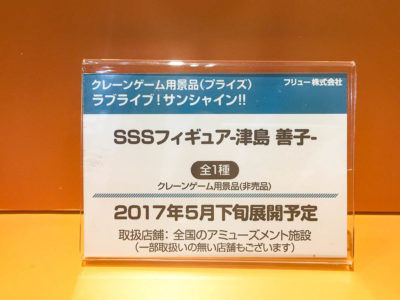 クレーンゲーム用景品(プライズ) フリュー株式会社
ラブライブ!サンシャイン!!
SSSフィギュア-津島 善子-
全1種
クレーンゲーム用景品(非売品)
2017年5月下旬展開予定
取扱店舗:全国のアミューズメント施設
(一部取扱いの無い店舗もございます)